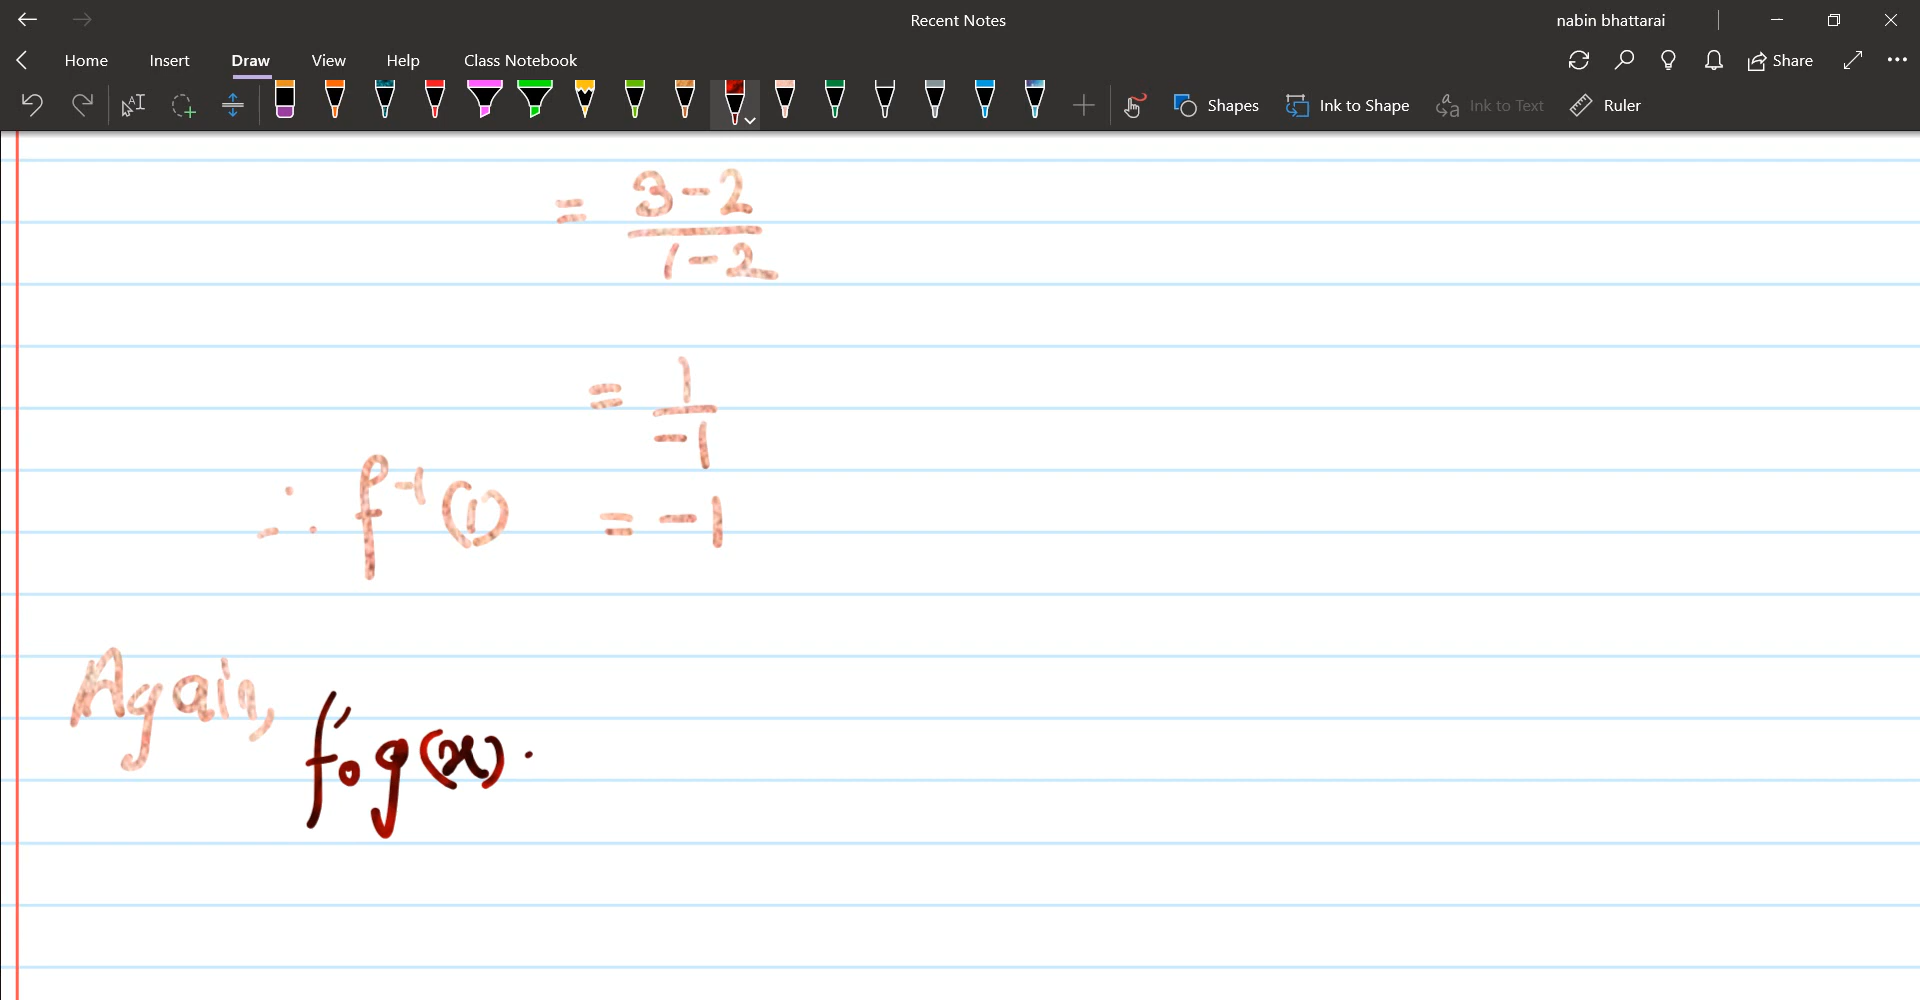 Recent Notes
nabin bhattarai
Home Insert Draw View Help Class Notebook Share
Shapes Ink to Shape Ink to Text Ruler
= 3-2
1-2
= 1
-1
∴ f⁻¹(1) = -1
Again,
fog(x).